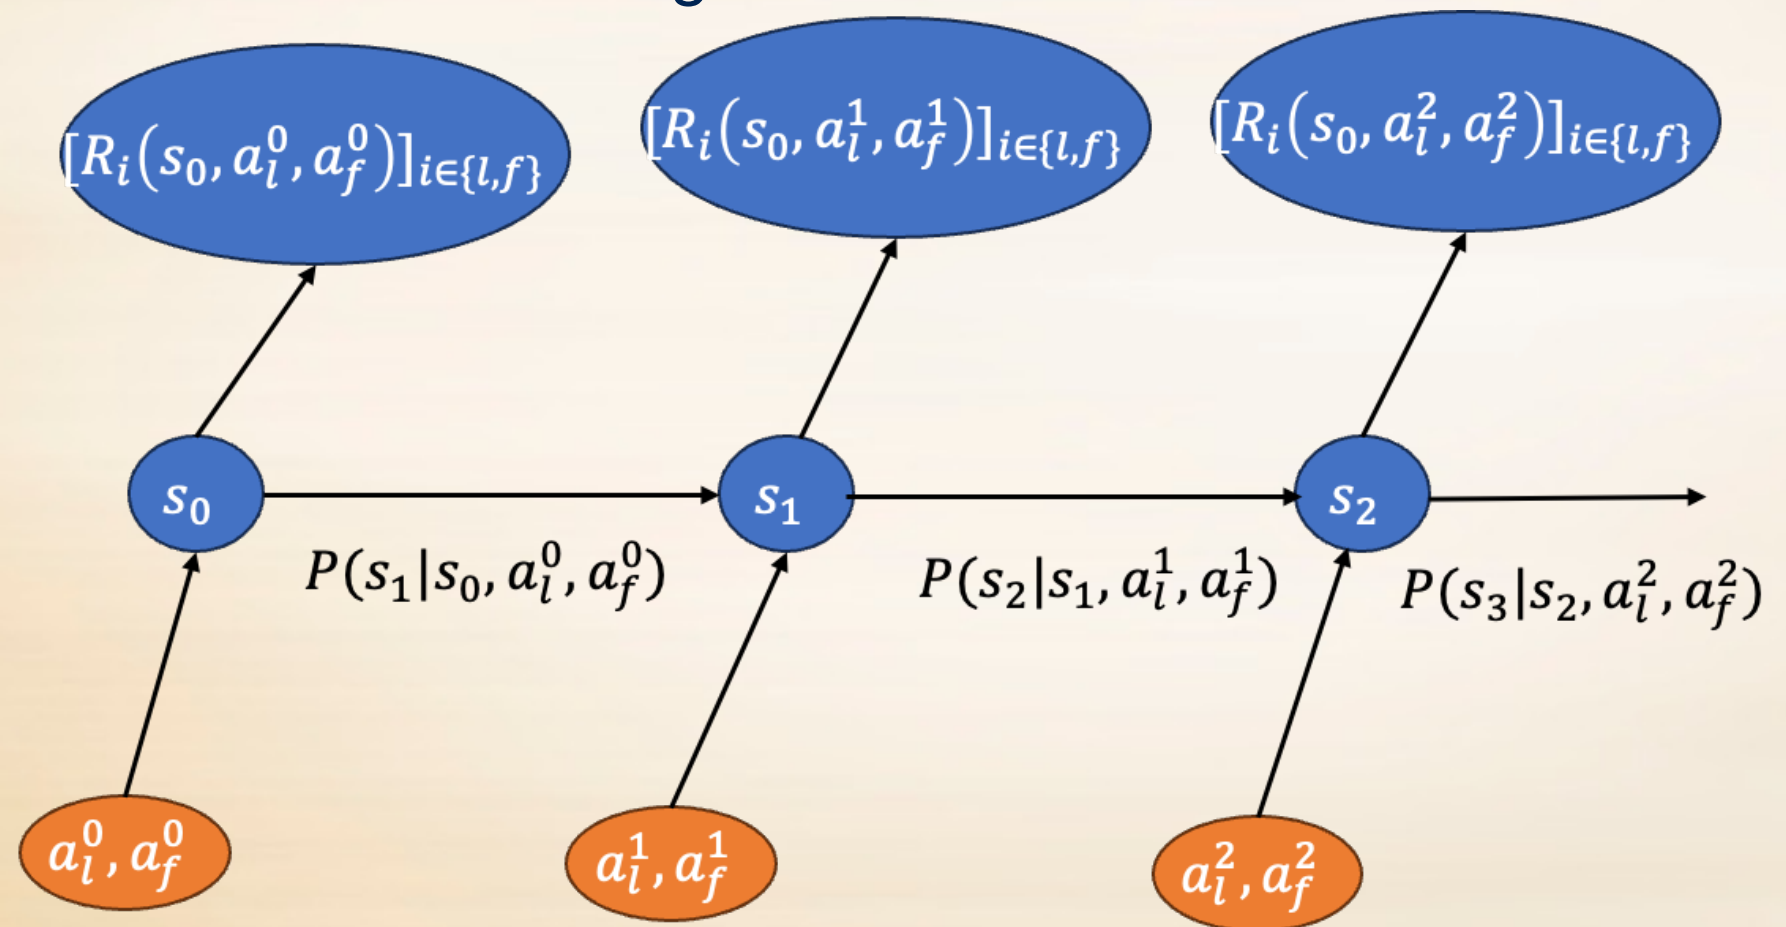 [R_i(s_0, a_l^0, a_f^0)]_{i∈{l,f}}
[R_i(s_0, a_l^1, a_f^1)]_{i∈{l,f}}
[R_i(s_0, a_l^2, a_f^2)]_{i∈{l,f}}
s_0
s_1
s_2
P(s_1|s_0, a_l^0, a_f^0)
P(s_2|s_1, a_l^1, a_f^1)
P(s_3|s_2, a_l^2, a_f^2)
a_l^0, a_f^0
a_l^1, a_f^1
a_l^2, a_f^2